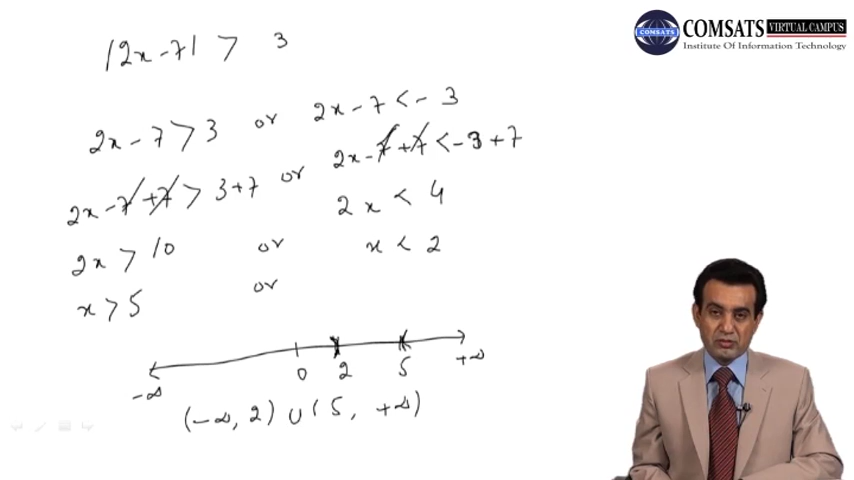 COMSATS VIRTUAL CAMPUS
COMSATS
Institute Of Information Technology
|2x-7| > 3
2x-7>3 or 2x-7<-3
2x-7+7 > 3+7 or 2x-7+7<-3+7
2x > 10 or 2x < 4
x > 5 or x < 2
-∞ 0 2 5 +∞
(-∞, 2) ∪ (5, +∞)